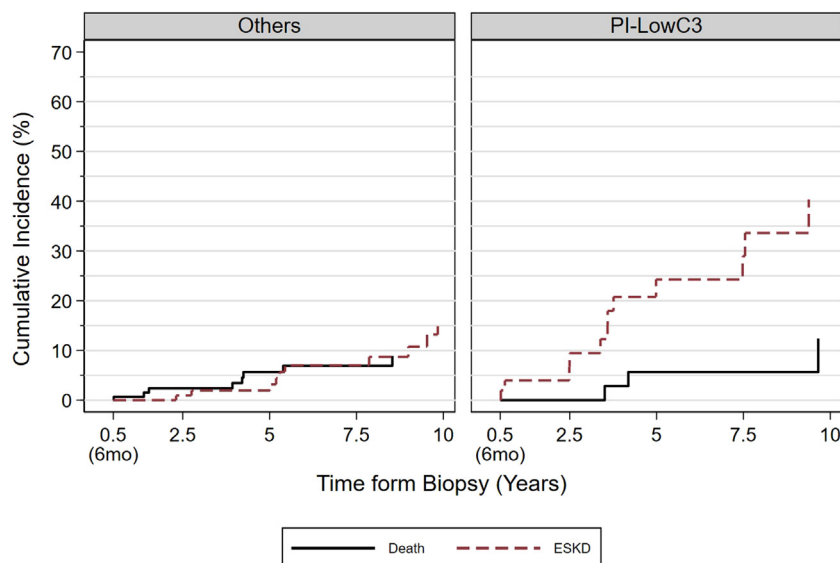 Others
PI-LowC3
Cumulative Incidence (%)
70
60
50
40
30
20
10
0
0.5
(6mo)
2.5
5
7.5
10
0.5
(6mo)
2.5
5
7.5
10
Time form Biopsy (Years)
Death
ESKD